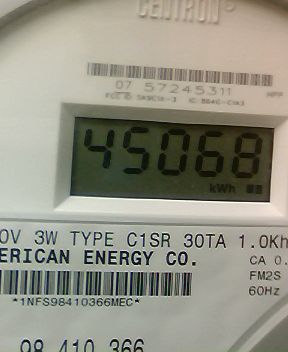 CENTRON®
07 57245311
45068
kWh
0V 3W TYPE C1SR 30TA 1.0Kh
ERICAN ENERGY CO.
CA 0.
FM2S
60Hz
*1NFS98410366MEC*
98 410 366